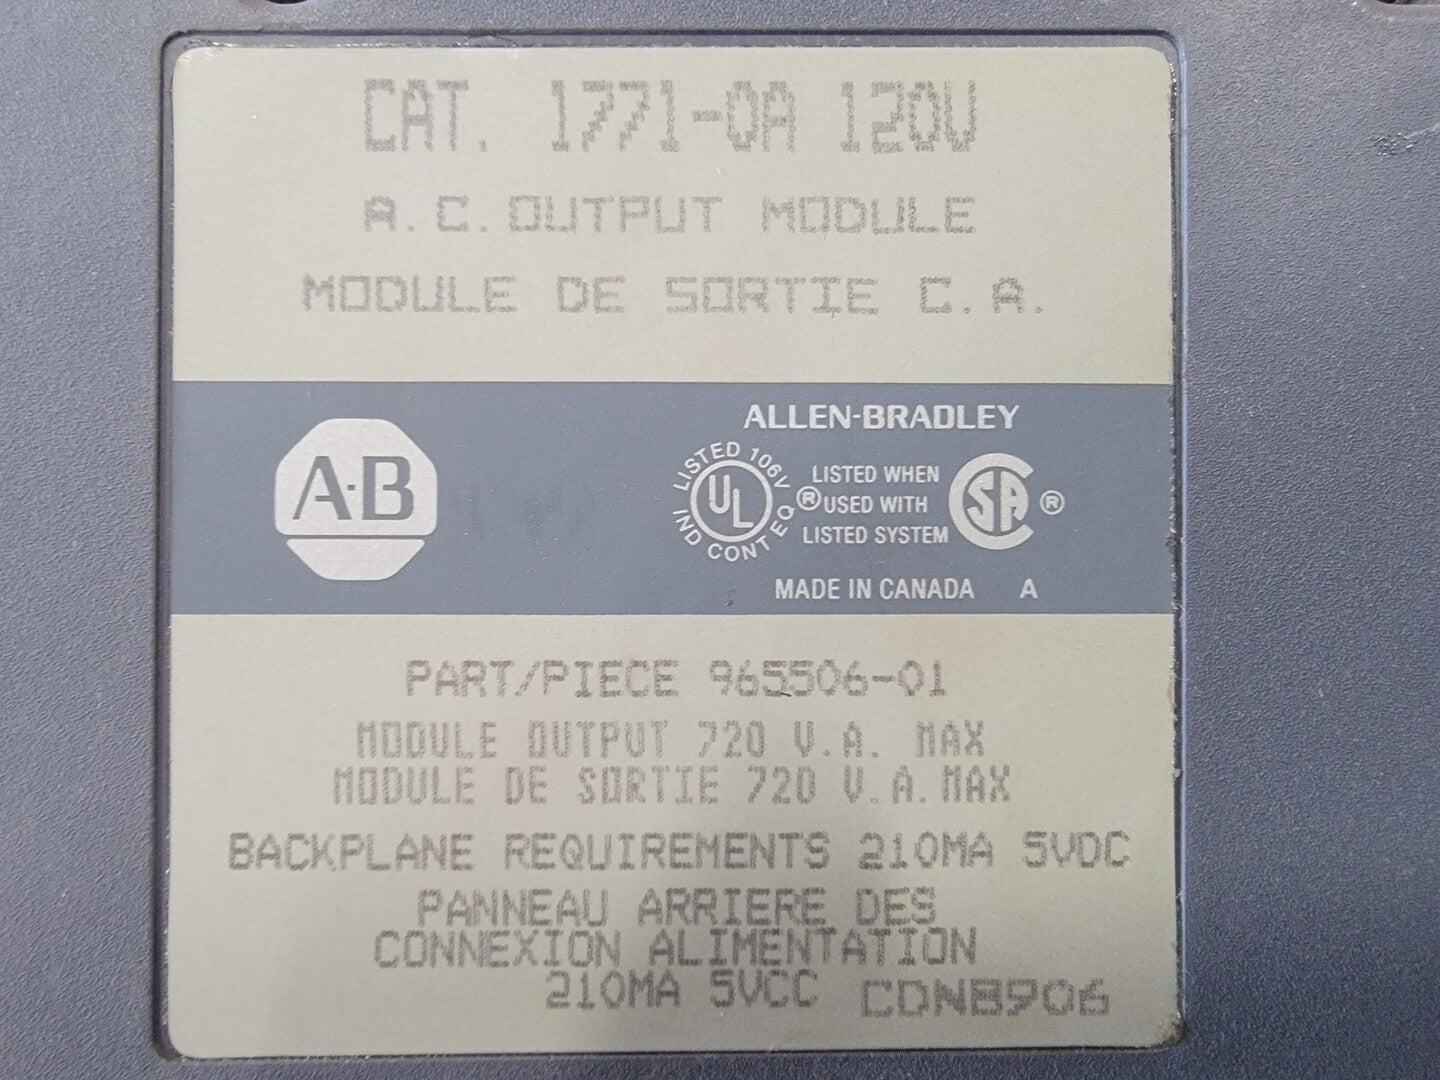 CAT. 1771-OA 120V
A.C. OUTPUT MODULE
MODULE DE SORTIE C.A.
A-B
ALLEN-BRADLEY
LISTED 106V
UL
IND CONT EQ
®
LISTED WHEN
USED WITH
LISTED SYSTEM
SA ®
MADE IN CANADA A
PART/PIECE 965506-01
MODULE OUTPUT 720 V.A. MAX
MODULE DE SORTIE 720 V.A. MAX
BACKPLANE REQUIREMENTS 210MA 5VDC
PANNEAU ARRIERE DES
CONNEXION ALIMENTATION
210MA 5VCC CDN8906